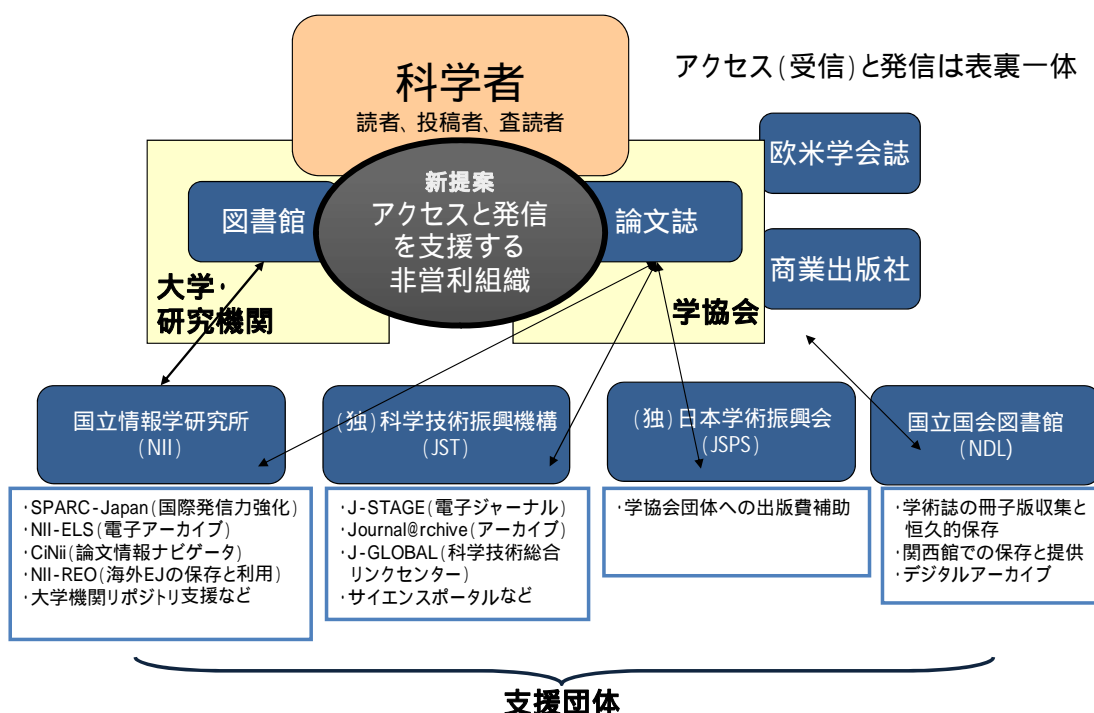 科学者
読者、投稿者、査読者
アクセス(受信)と発信は表裏一体
欧米学会誌
商業出版社
図書館
新提案
アクセスと発信
を支援する
非営利組織
論文誌
大学・
研究機関
学協会
国立情報学研究所
(NII)
(独)科学技術振興機構
(JST)
(独)日本学術振興会
(JSPS)
国立国会図書館
(NDL)
・SPARC-Japan(国際発信力強化)
・NII-ELS(電子アーカイブ)
・CiNii(論文情報ナビゲータ)
・NII-REO(海外EJの保存と利用)
・大学機関リポジトリ支援など
・J-STAGE(電子ジャーナル)
・Journal@rchive(アーカイブ)
・J-GLOBAL(科学技術総合
リンクセンター)
・サイエンスポータルなど
・学協会団体への出版費補助
・学術誌の冊子版収集と
恒久的保存
・関西館での保存と提供
・デジタルアーカイブ
支援団体